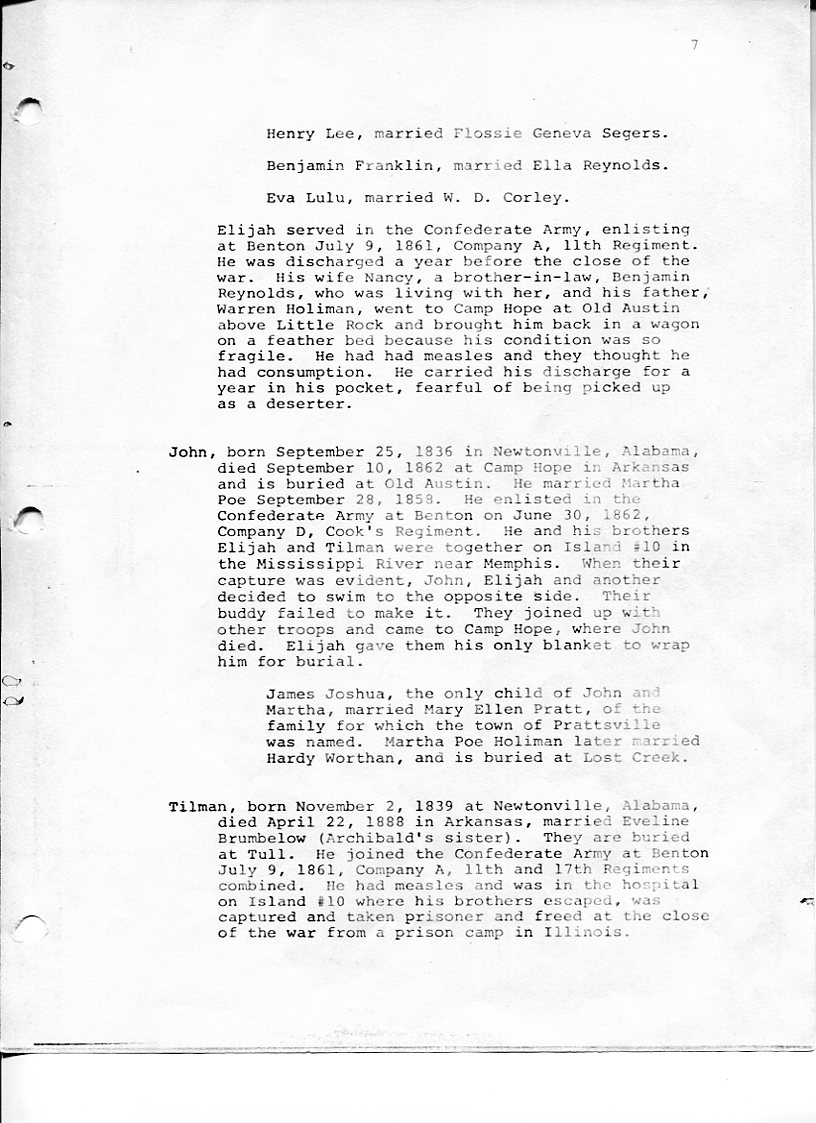 7
Henry Lee, married Flossie Geneva Segers.
Benjamin Franklin, married Ella Reynolds.
Eva Lulu, married W. D. Corley.
Elijah served in the Confederate Army, enlisting
at Benton July 9, 1861, Company A, 11th Regiment.
He was discharged a year before the close of the
war. His wife Nancy, a brother-in-law, Benjamin
Reynolds, who was living with her, and his father,
Warren Holiman, went to Camp Hope at Old Austin
above Little Rock and brought him back in a wagon
on a feather bed because his condition was so
fragile. He had had measles and they thought he
had consumption. He carried his discharge for a
year in his pocket, fearful of being picked up
as a deserter.
John, born September 25, 1836 in Newtonville, Alabama,
died September 10, 1862 at Camp Hope in Arkansas
and is buried at Old Austin. He married Martha
Poe September 28, 1858. He enlisted in the
Confederate Army at Benton on June 30, 1862,
Company D, Cook's Regiment. He and his brothers
Elijah and Tilman were together on Island #10 in
the Mississippi River near Memphis. When their
capture was evident, John, Elijah and another
decided to swim to the opposite side. Their
buddy failed to make it. They joined up with
other troops and came to Camp Hope, where John
died. Elijah gave them his only blanket to wrap
him for burial.
James Joshua, the only child of John and
Martha, married Mary Ellen Pratt, of the
family for which the town of Prattsville
was named. Martha Poe Holiman later married
Hardy Worthan, and is buried at Lost Creek.
Tilman, born November 2, 1839 at Newtonville, Alabama,
died April 22, 1888 in Arkansas, married Eveline
Brumbelow (Archibald's sister). They are buried
at Tull. He joined the Confederate Army at Benton
July 9, 1861, Company A, 11th and 17th Regiments
combined. He had measles and was in the hospital
on Island #10 where his brothers escaped, was
captured and taken prisoner and freed at the close
of the war from a prison camp in Illinois.